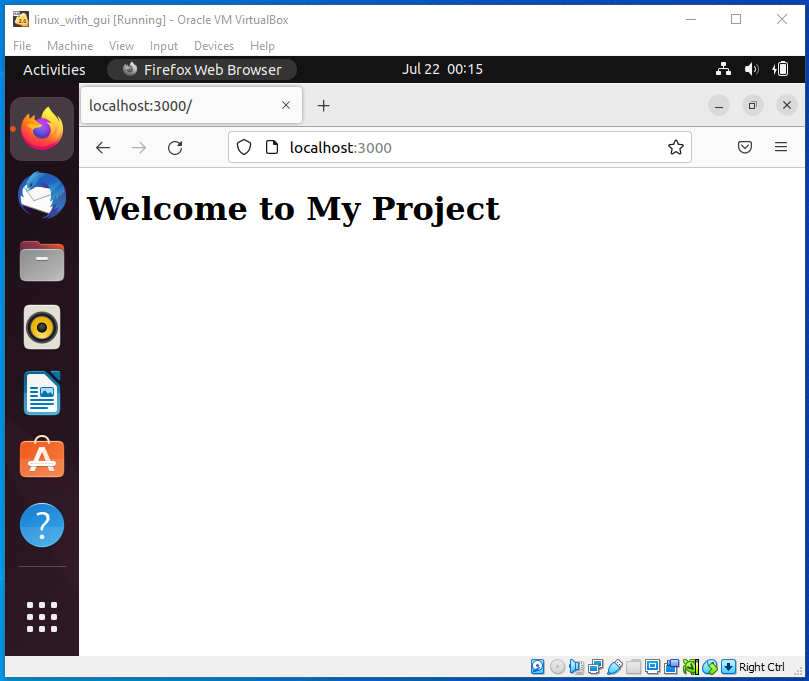 linux_with_gui [Running] - Oracle VM VirtualBox
File Machine View Input Devices Help
Activities Firefox Web Browser Jul 22 00:15
localhost:3000/
localhost:3000
Welcome to My Project
Right Ctrl